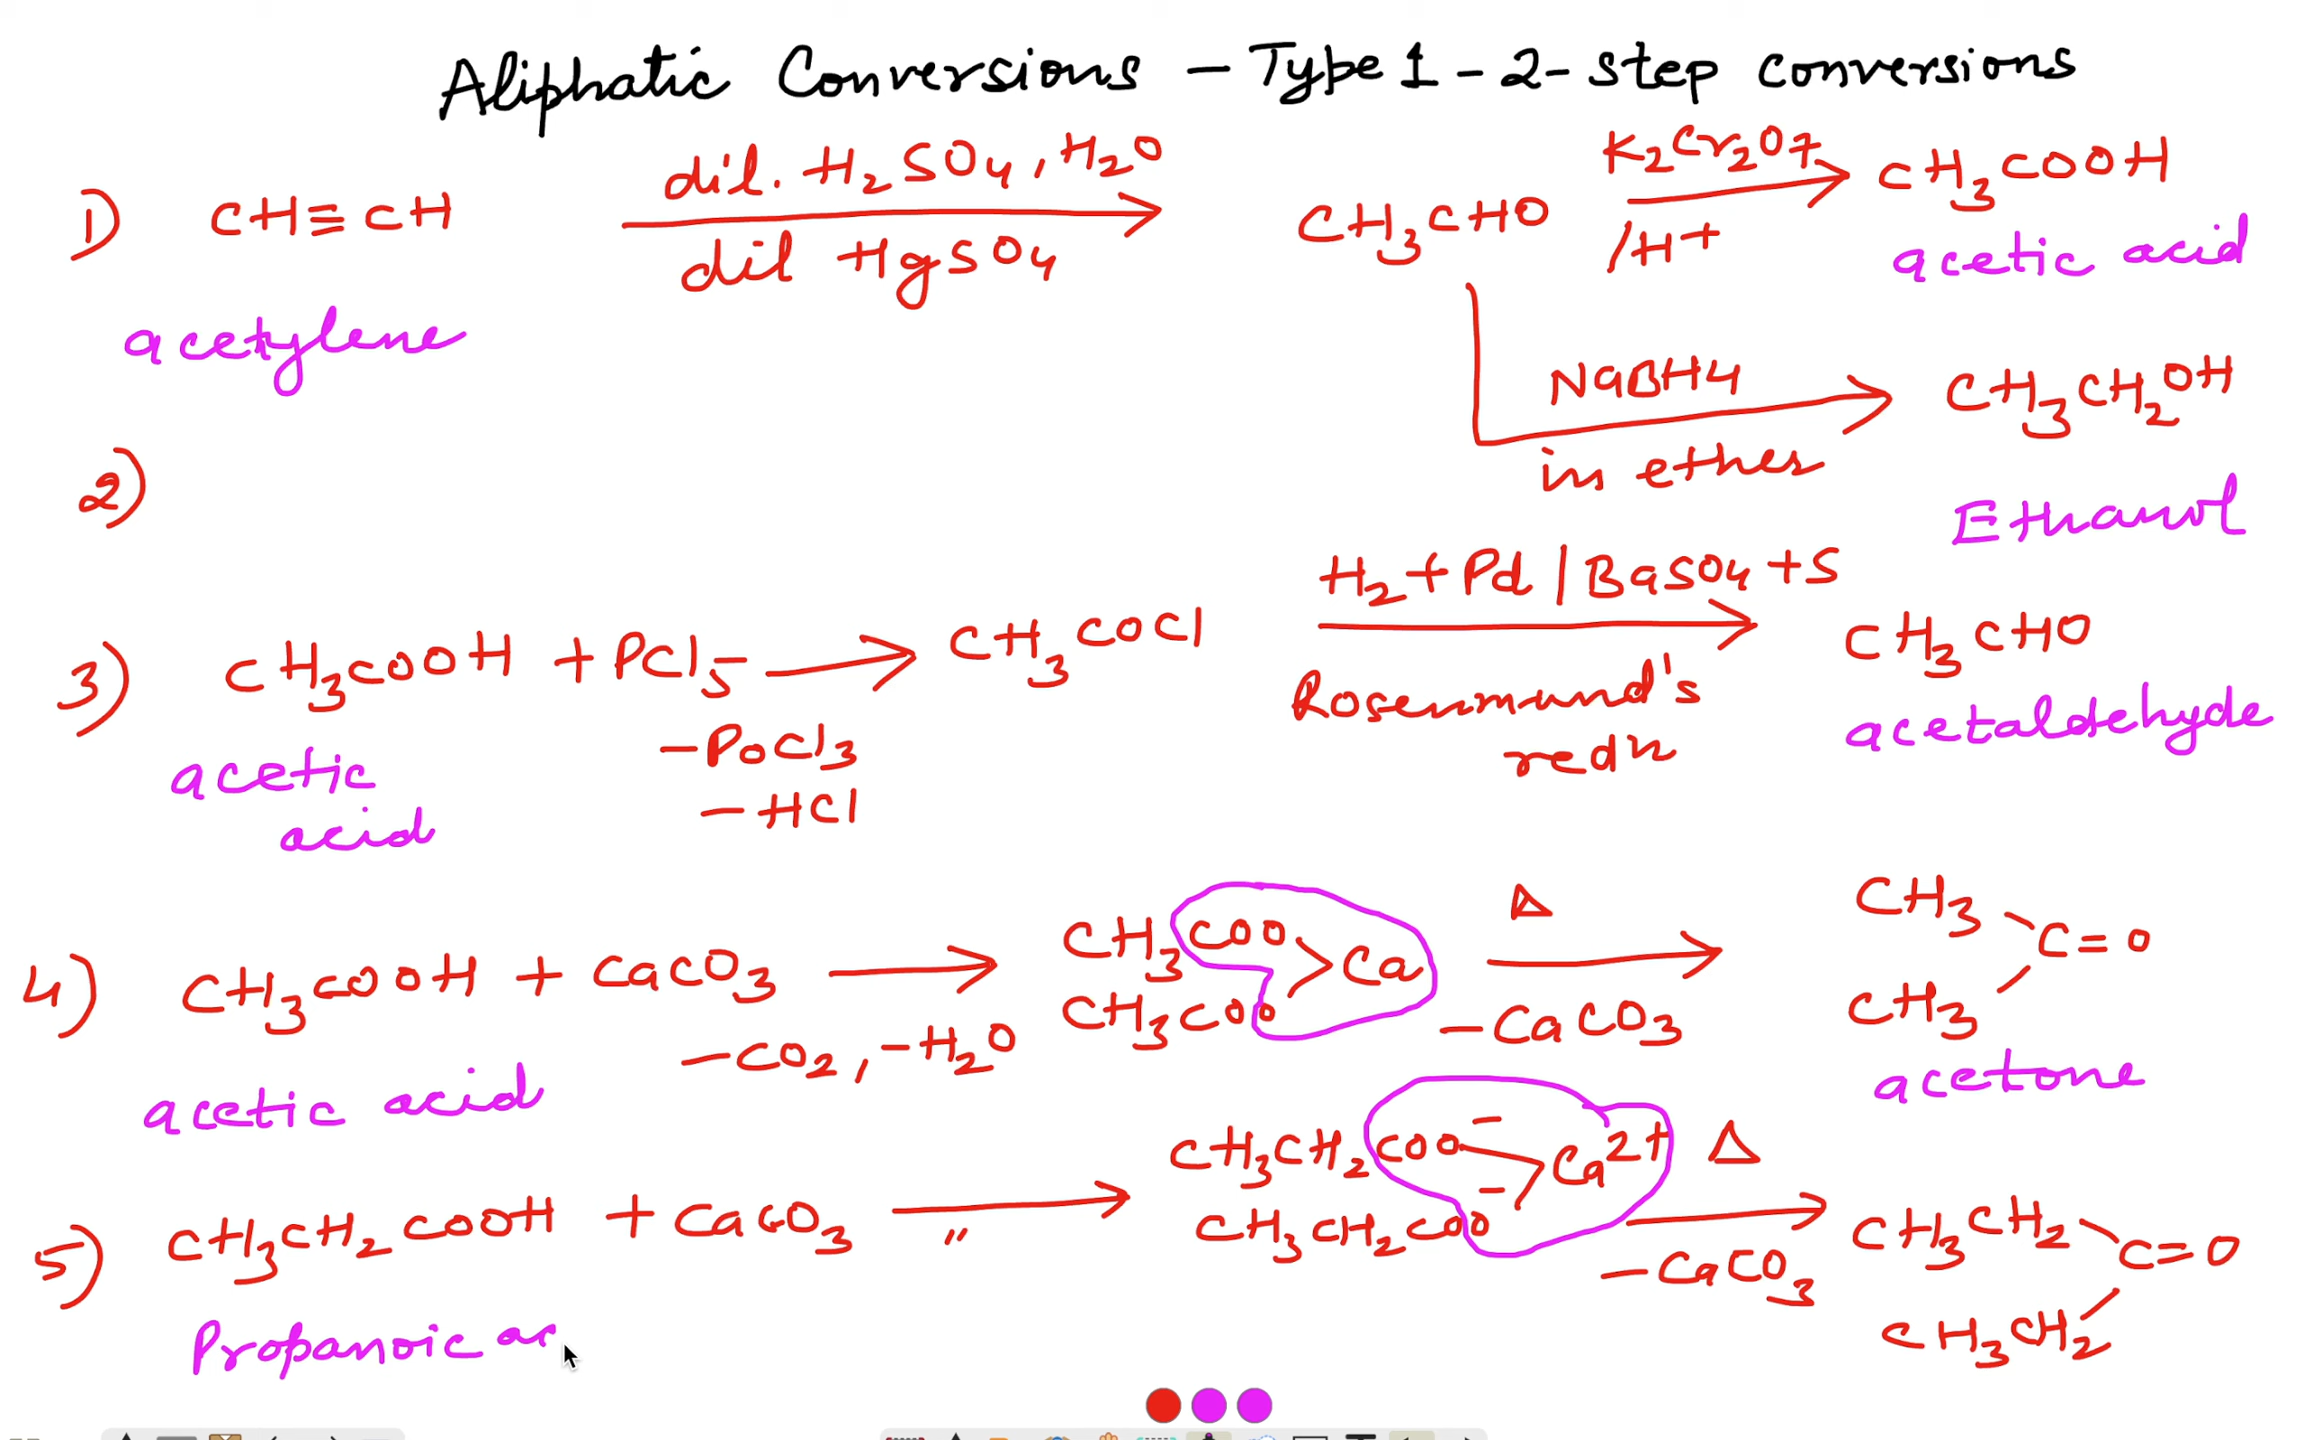 Aliphatic Conversions - Type 1 - 2 - step conversions
1) CH≡CH dil. H2SO4, H2O dil HgSO4 CH3CHO K2Cr2O7 /H+ CH3COOH
acetylene acetic acid
NaBH4 in ether CH3CH2OH
2) Ethanol
3) CH3COOH + PCl5 CH3COCl H2 + Pd | BaSO4 + S CH3CHO
acetic acid -POCl3 -HCl Rosenmund's redn acetaldehyde
4) CH3COOH + CaCO3 CH3COO CH3COO > Ca Δ CH3 CH3 C=O
acetic acid -CO2, -H2O -CaCO3 acetone
5) CH3CH2COOH + CaCO3 " CH3CH2COO- CH3CH2COO- Ca2+ Δ CH3CH2 CH3CH2 C=O
Propanoic ac -CaCO3